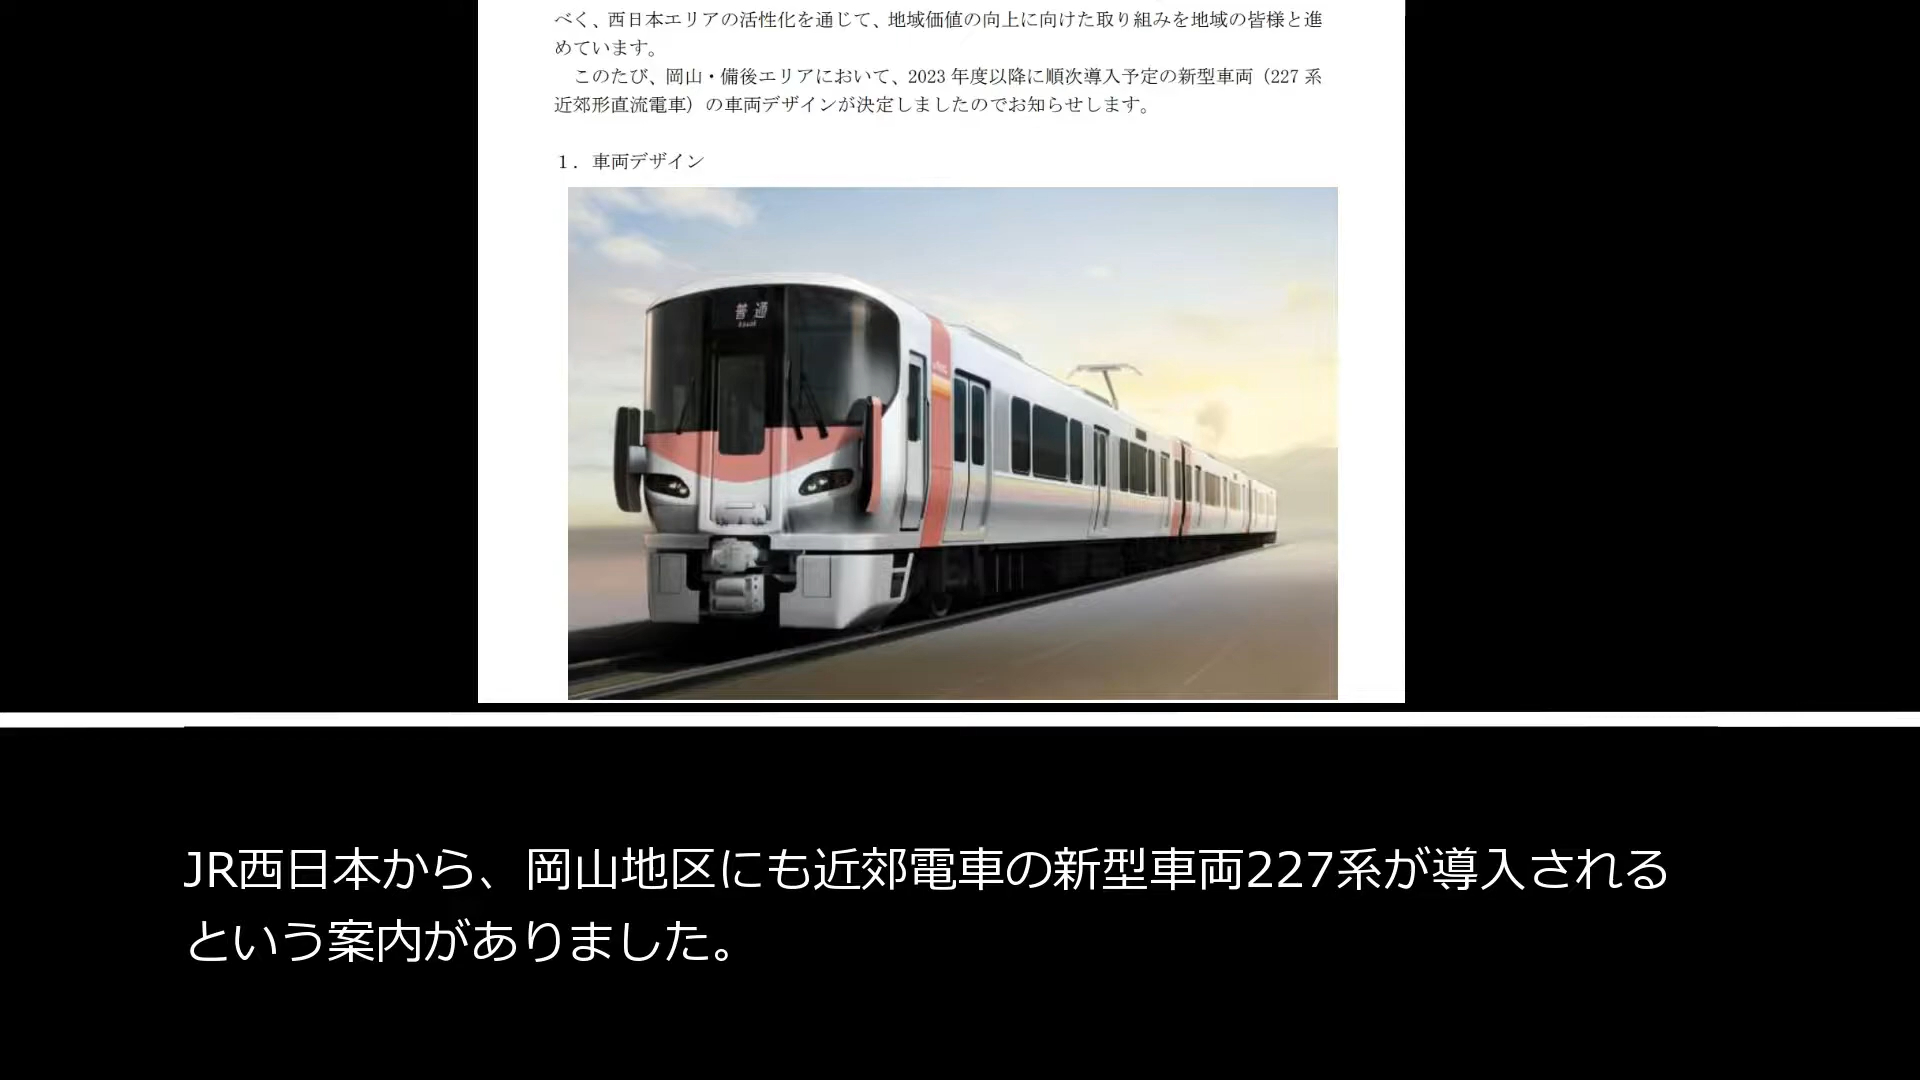 べく、西日本エリアの活性化を通じて、地域価値の向上に向けた取り組みを地域の皆様と進
めています。
このたび、岡山・備後エリアにおいて、2023 年度以降に順次導入予定の新型車両（227 系
近郊形直流電車）の車両デザインが決定しましたのでお知らせします。
１．車両デザイン
普通
JR西日本から、岡山地区にも近郊電車の新型車両227系が導入される
という案内がありました。